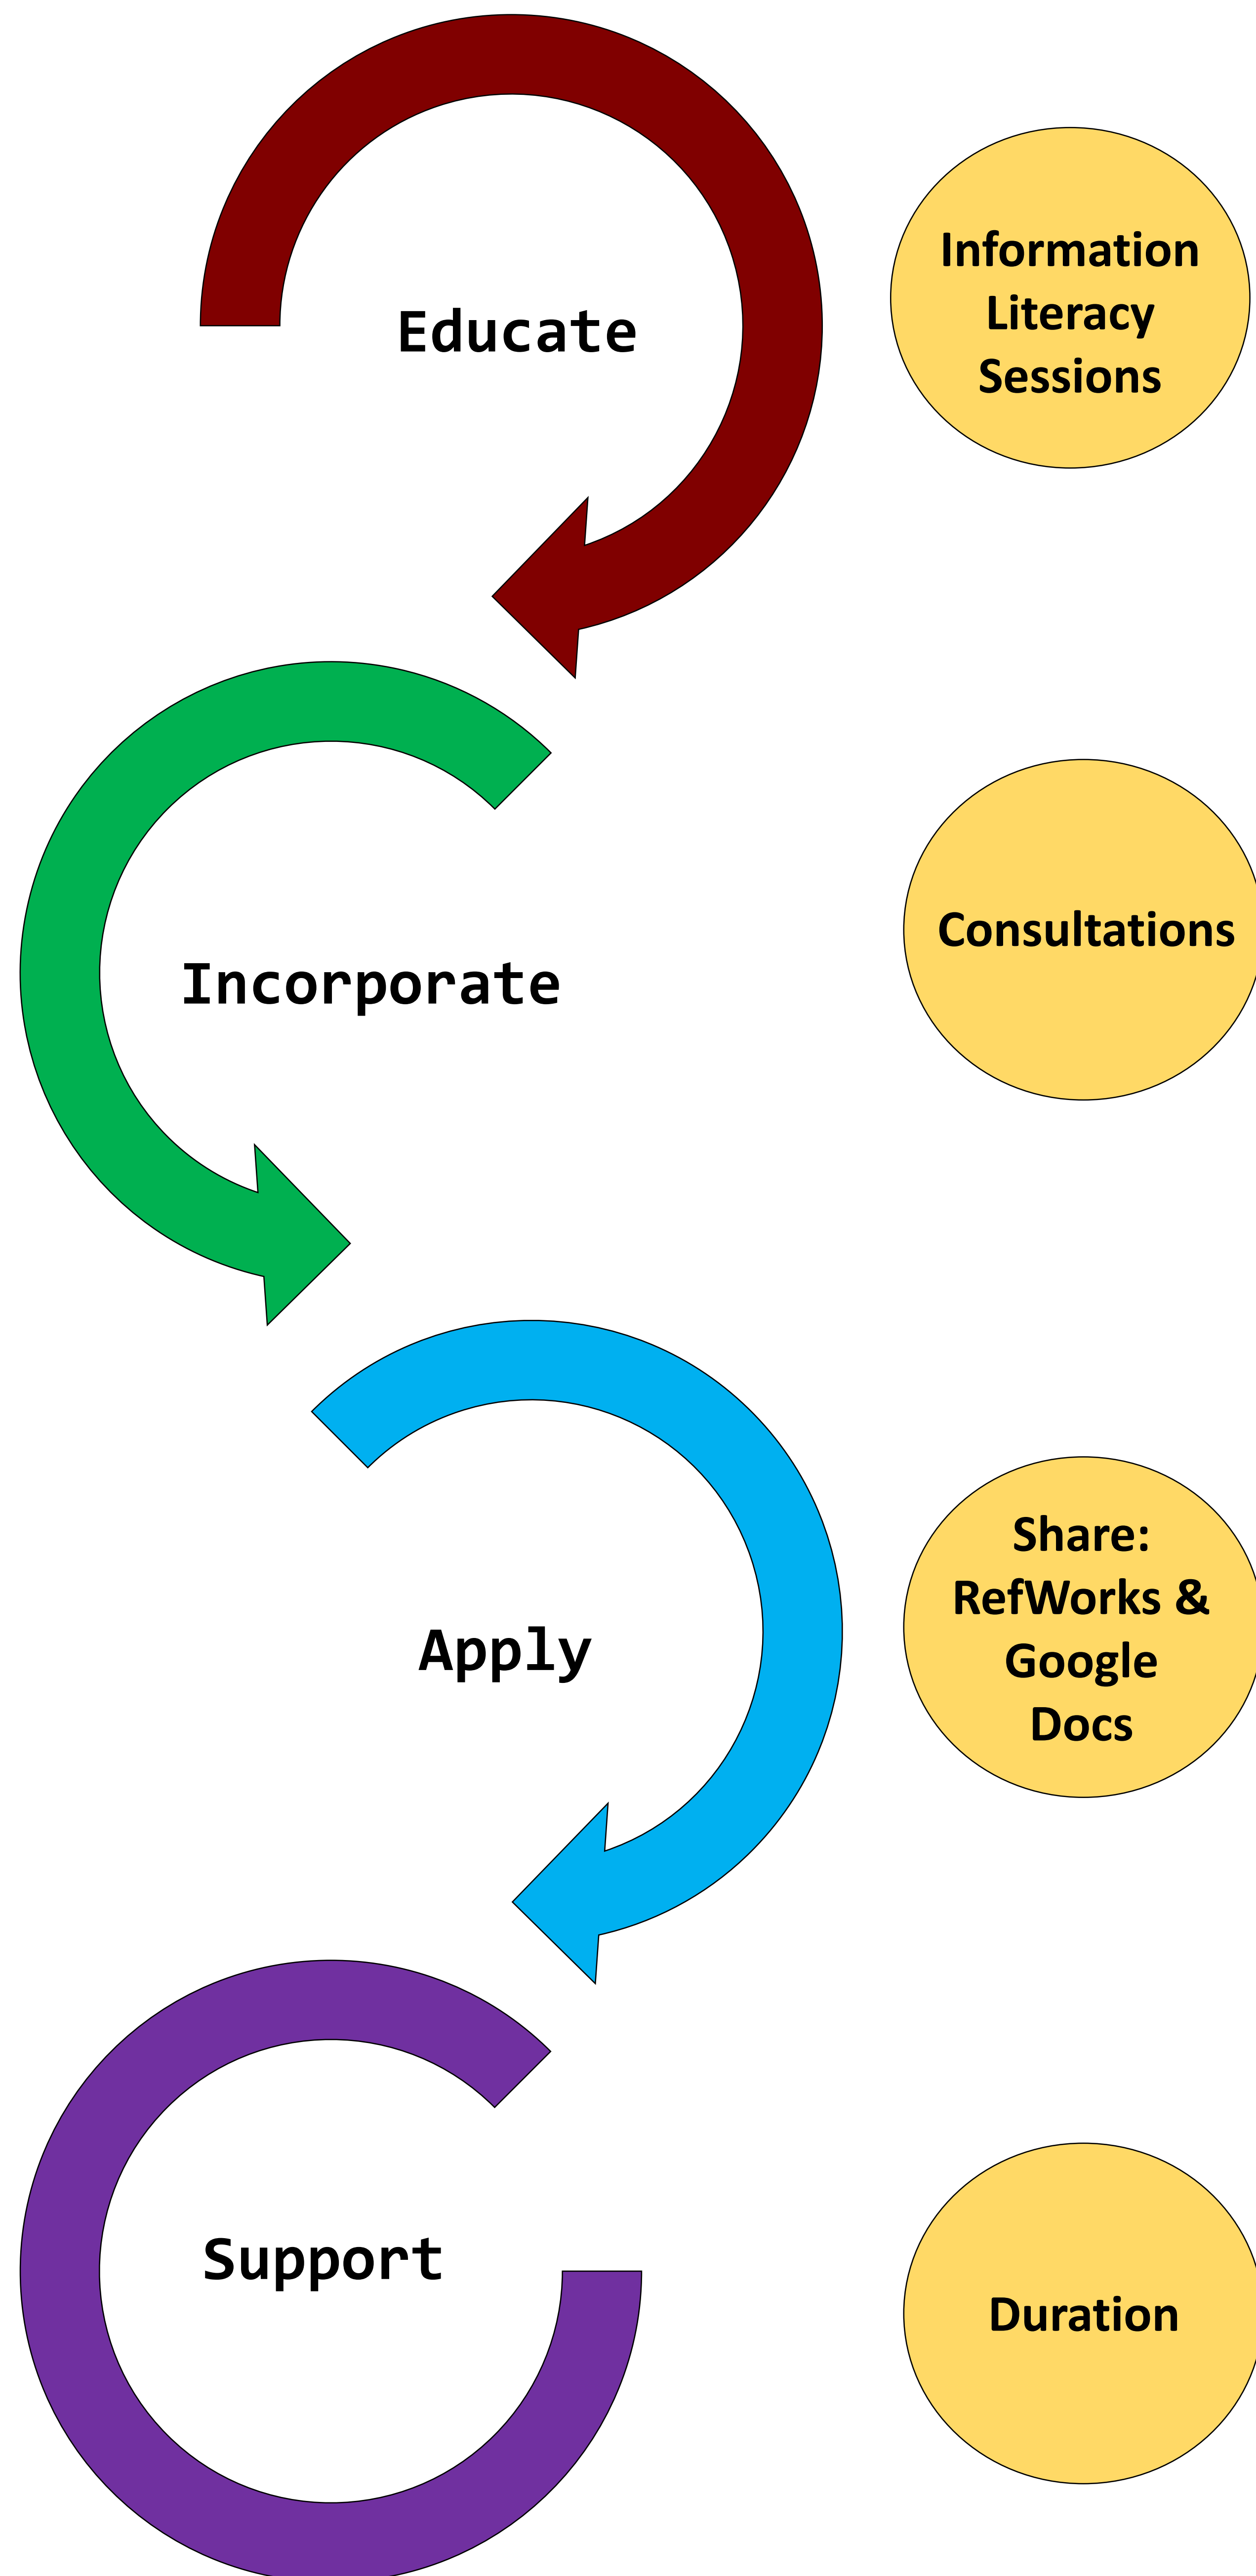 Educate
Information
Literacy
Sessions
Incorporate
Consultations
Apply
Share:
RefWorks &
Google
Docs
Support
Duration